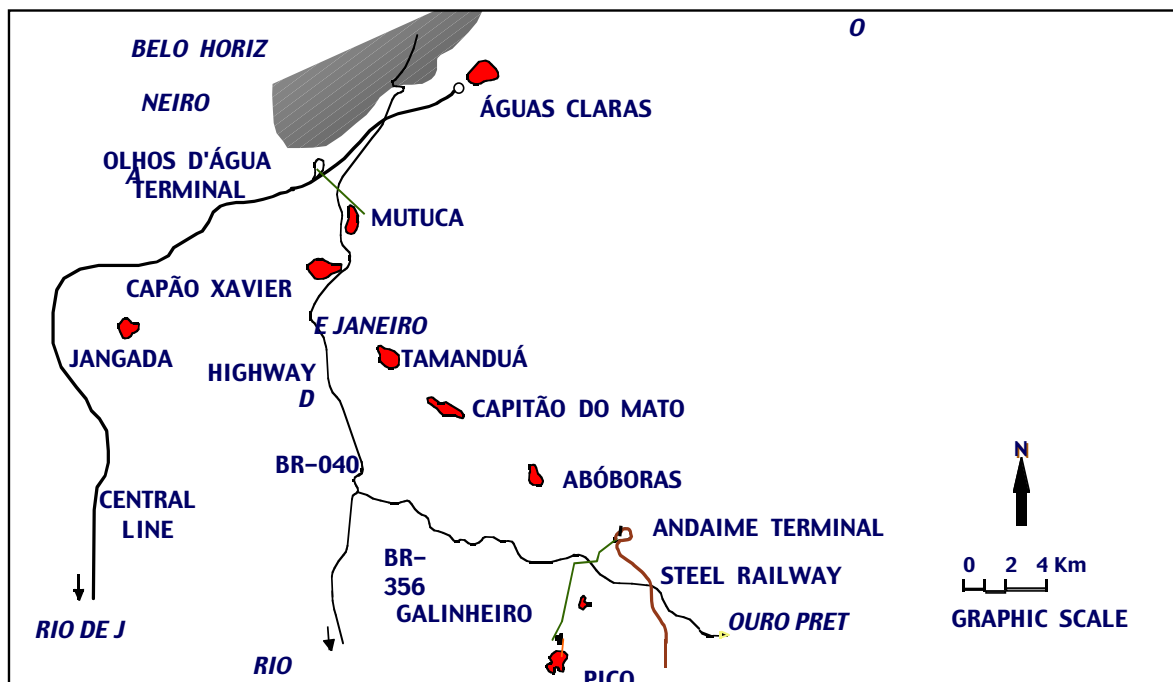 O
BELO HORIZ
NEIRO
ÁGUAS CLARAS
OLHOS D'ÁGUA
A
TERMINAL
MUTUCA
CAPÃO XAVIER
E JANEIRO
JANGADA
TAMANDUÁ
HIGHWAY
D
CAPITÃO DO MATO
N
BR-040
ABÓBORAS
CENTRAL
LINE
ANDAIME TERMINAL
BR-
356
STEEL RAILWAY
0 2 4 Km
GALINHEIRO
OURO PRET
GRAPHIC SCALE
RIO DE J
RIO
PICO